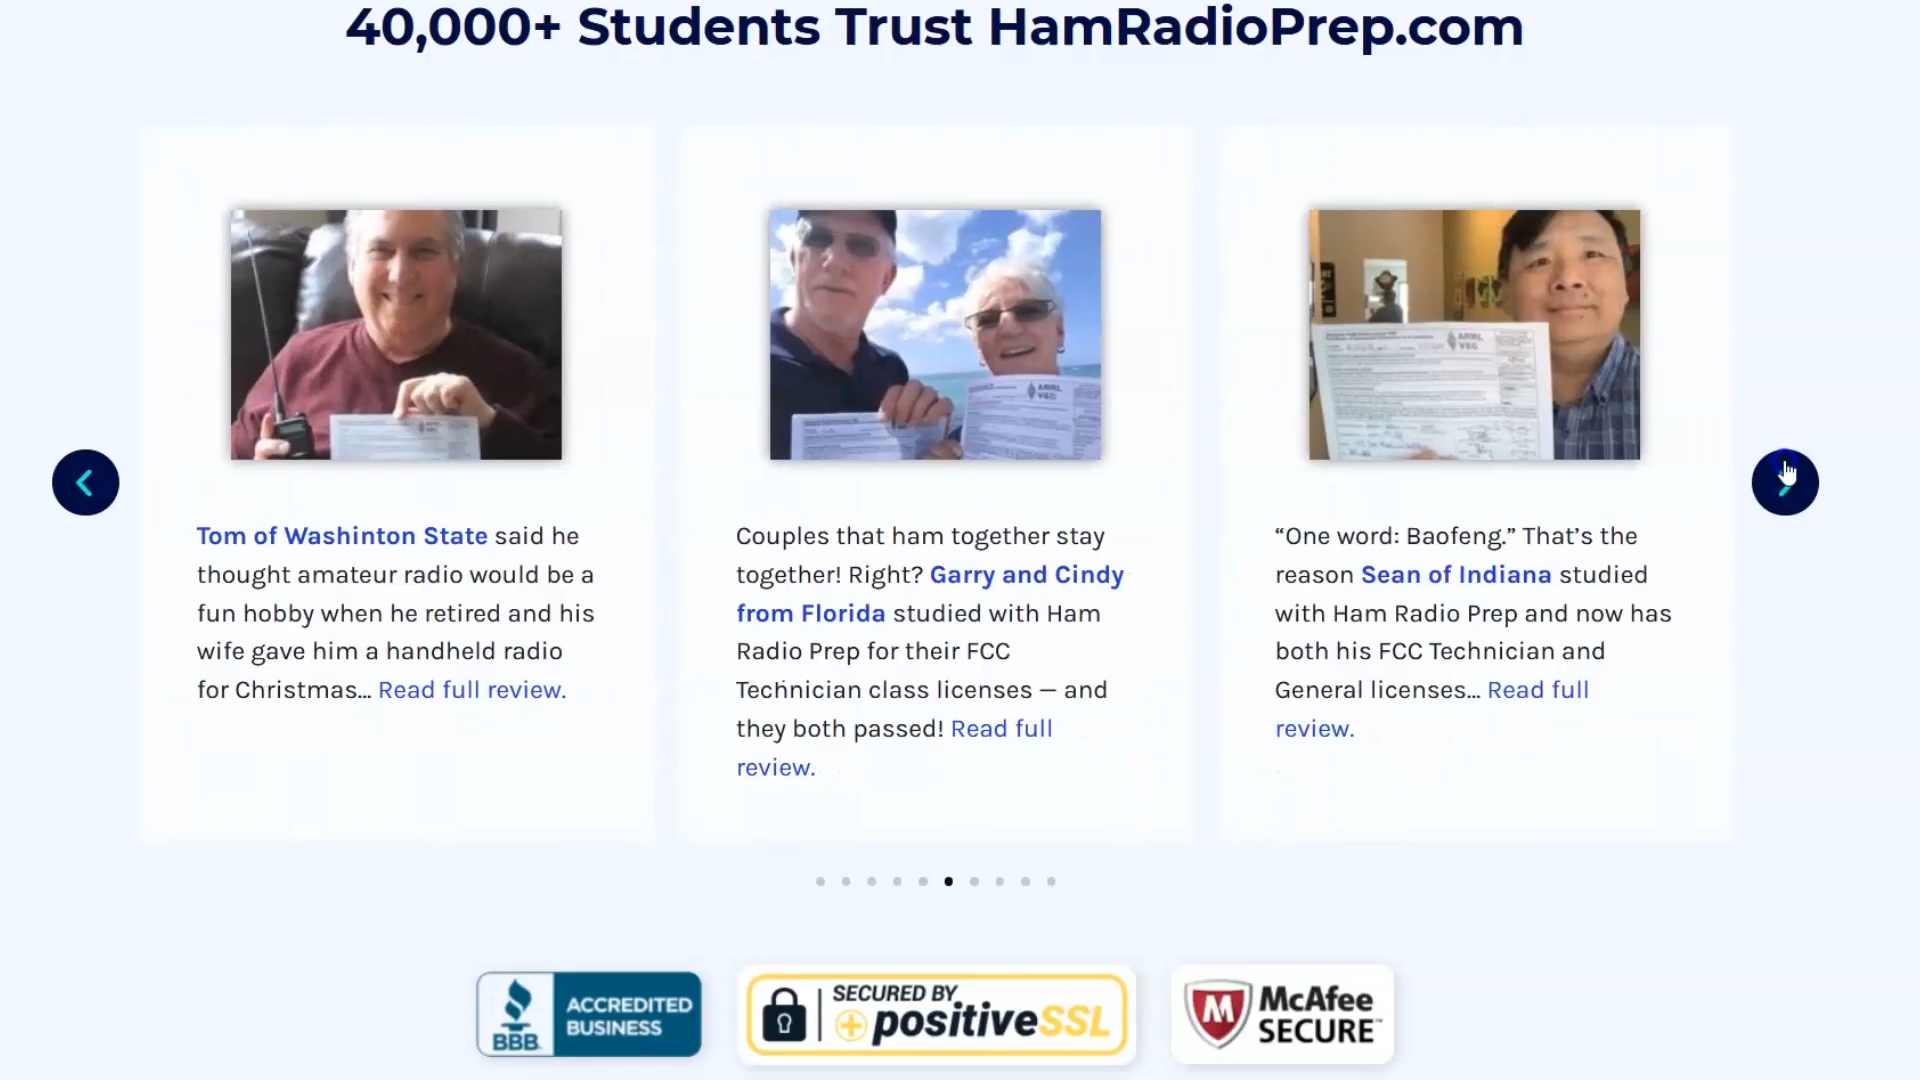 40,000+ Students Trust HamRadioPrep.com
ARRL
VEC
ARRL
VEC
Tom of Washinton State said he
thought amateur radio would be a
fun hobby when he retired and his
wife gave him a handheld radio
for Christmas... Read full review.
Couples that ham together stay
together! Right? Garry and Cindy
from Florida studied with Ham
Radio Prep for their FCC
Technician class licenses — and
they both passed! Read full
review.
“One word: Baofeng.” That’s the
reason Sean of Indiana studied
with Ham Radio Prep and now has
both his FCC Technician and
General licenses... Read full
review.
BBB
ACCREDITED
BUSINESS
SECURED BY
positiveSSL
McAfee
SECURE™